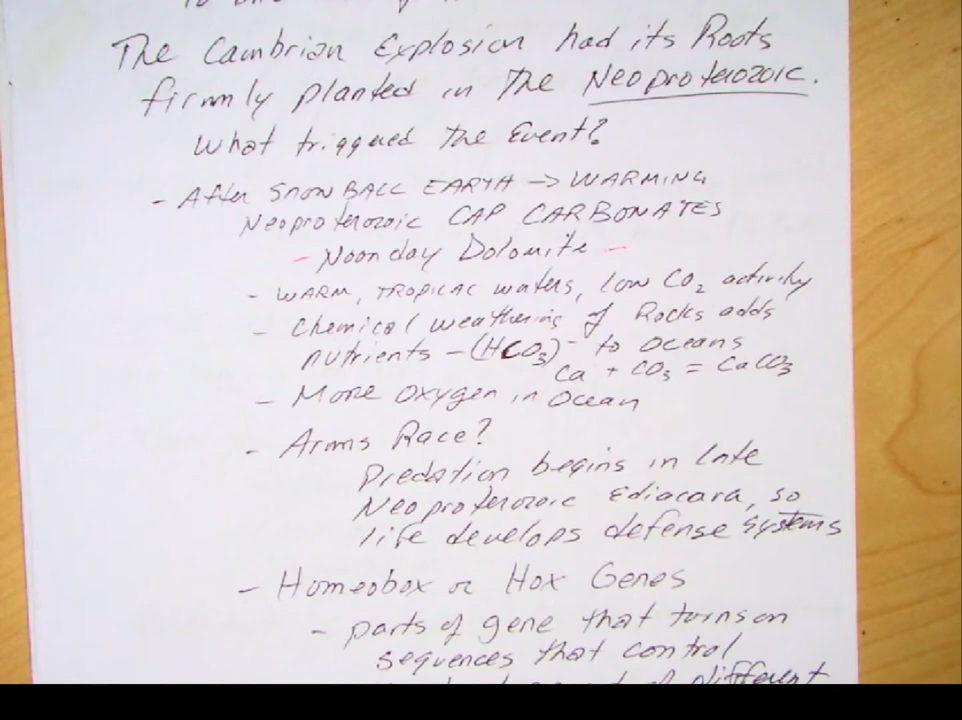 The Cambrian Explosion had its Roots
firmly planted in The Neoproterozoic.
What triggued the Event?
- After SNOWBALL EARTH -> WARMING
Neoproterozoic CAP CARBONATES
- Noonday Dolomite -
- WARM, TROPICAL waters, low CO2 activity
- Chemical weathering of Rocks adds
nutrients - (HCO3)- to oceans
Ca + CO3 = CaCO3
- More oxygen in Ocean
- Arms Race?
Predation begins in late
Neoproterozoic Ediacara, so
life develops defense systems
- Homeobox or Hox Genes
- parts of gene that turns on
sequences that control
of different